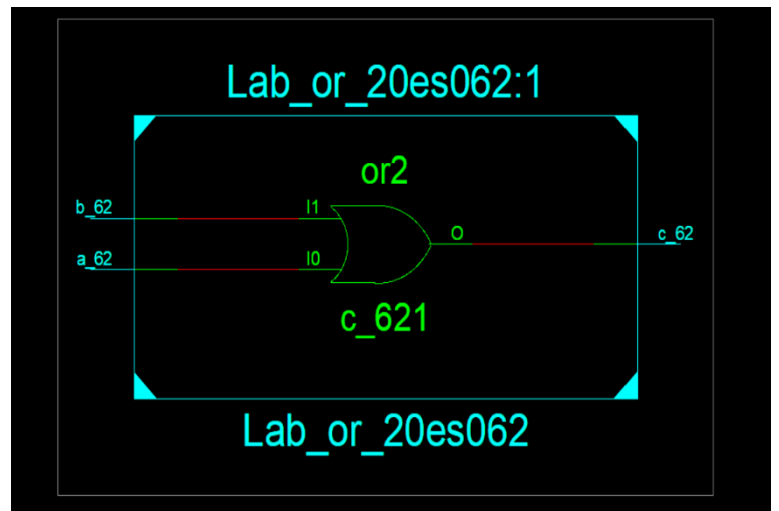 Lab_or_20es062:1
or2
b_62
I1
O
c_62
a_62
I0
c_621
Lab_or_20es062